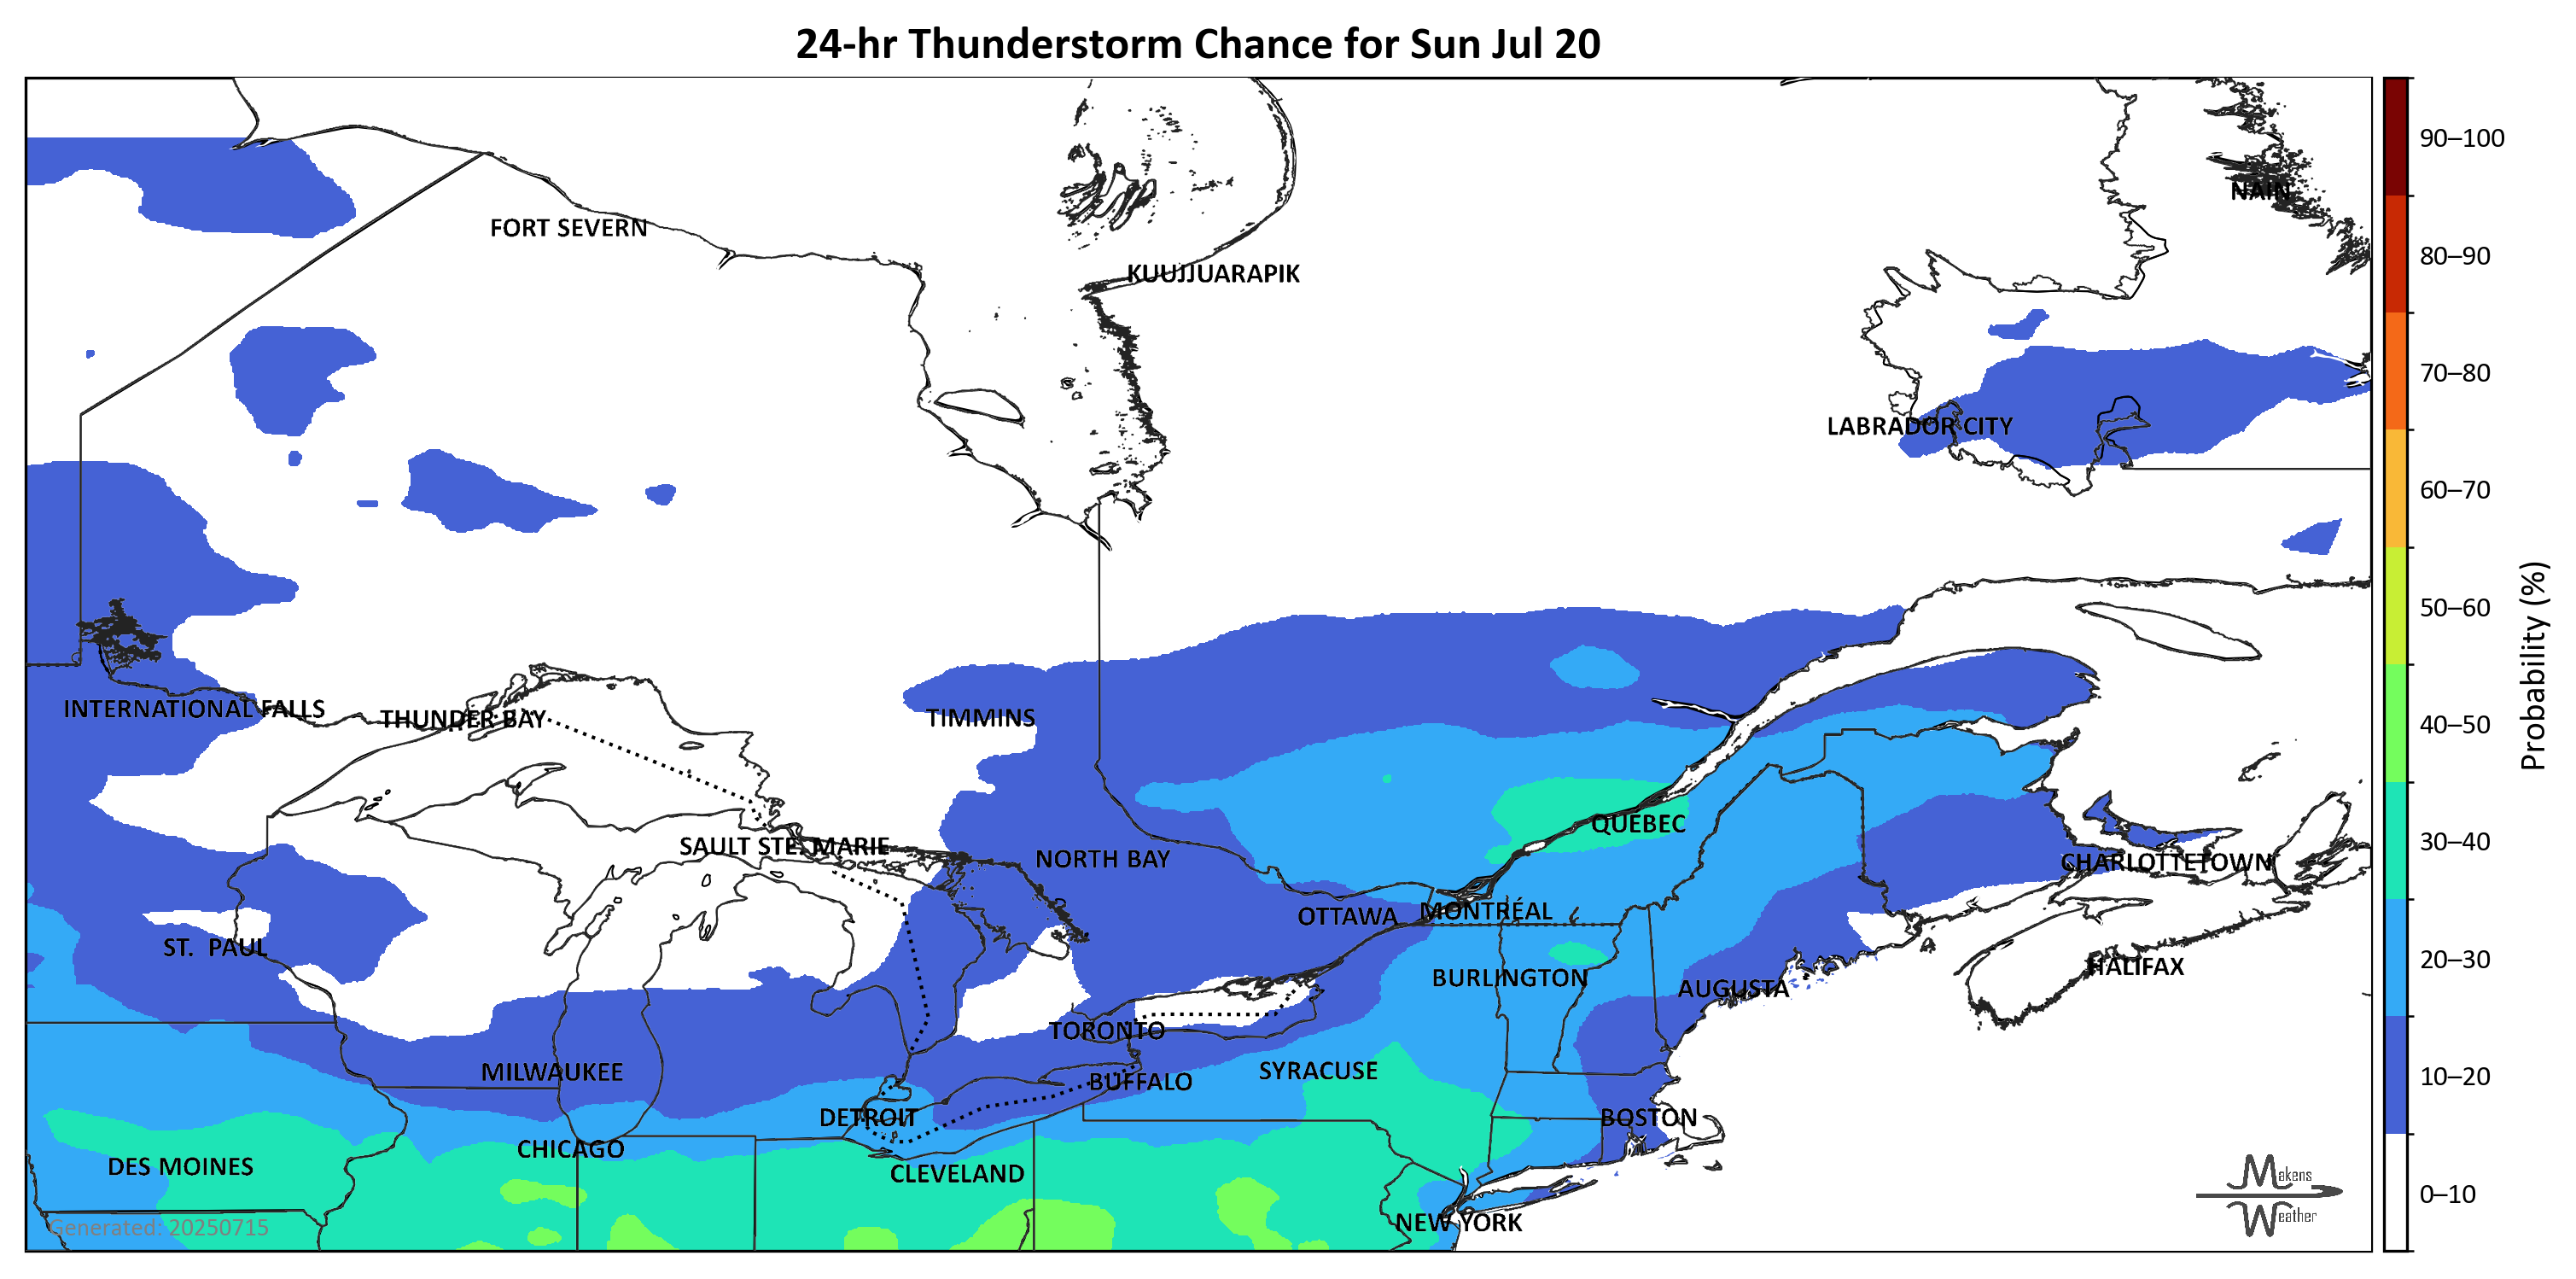 24-hr Thunderstorm Chance for Sun Jul 20
90–100
NAIN
FORT SEVERN
80–90
KUUJJUARAPIK
70–80
LABRADOR CITY
60–70
50–60
Probability (%)
INTERNATIONAL FALLS
THUNDER BAY
TIMMINS
40–50
QUEBEC
SAULT STE. MARIE
NORTH BAY
CHARLOTTETOWN
30–40
OTTAWA
MONTRÉAL
ST. PAUL
BURLINGTON
HALIFAX
20–30
AUGUSTA
TORONTO
MILWAUKEE
SYRACUSE
BUFFALO
10–20
DETROIT
BOSTON
CHICAGO
DES MOINES
CLEVELAND
Makens
Weather
0–10
NEW YORK
Generated: 20250715